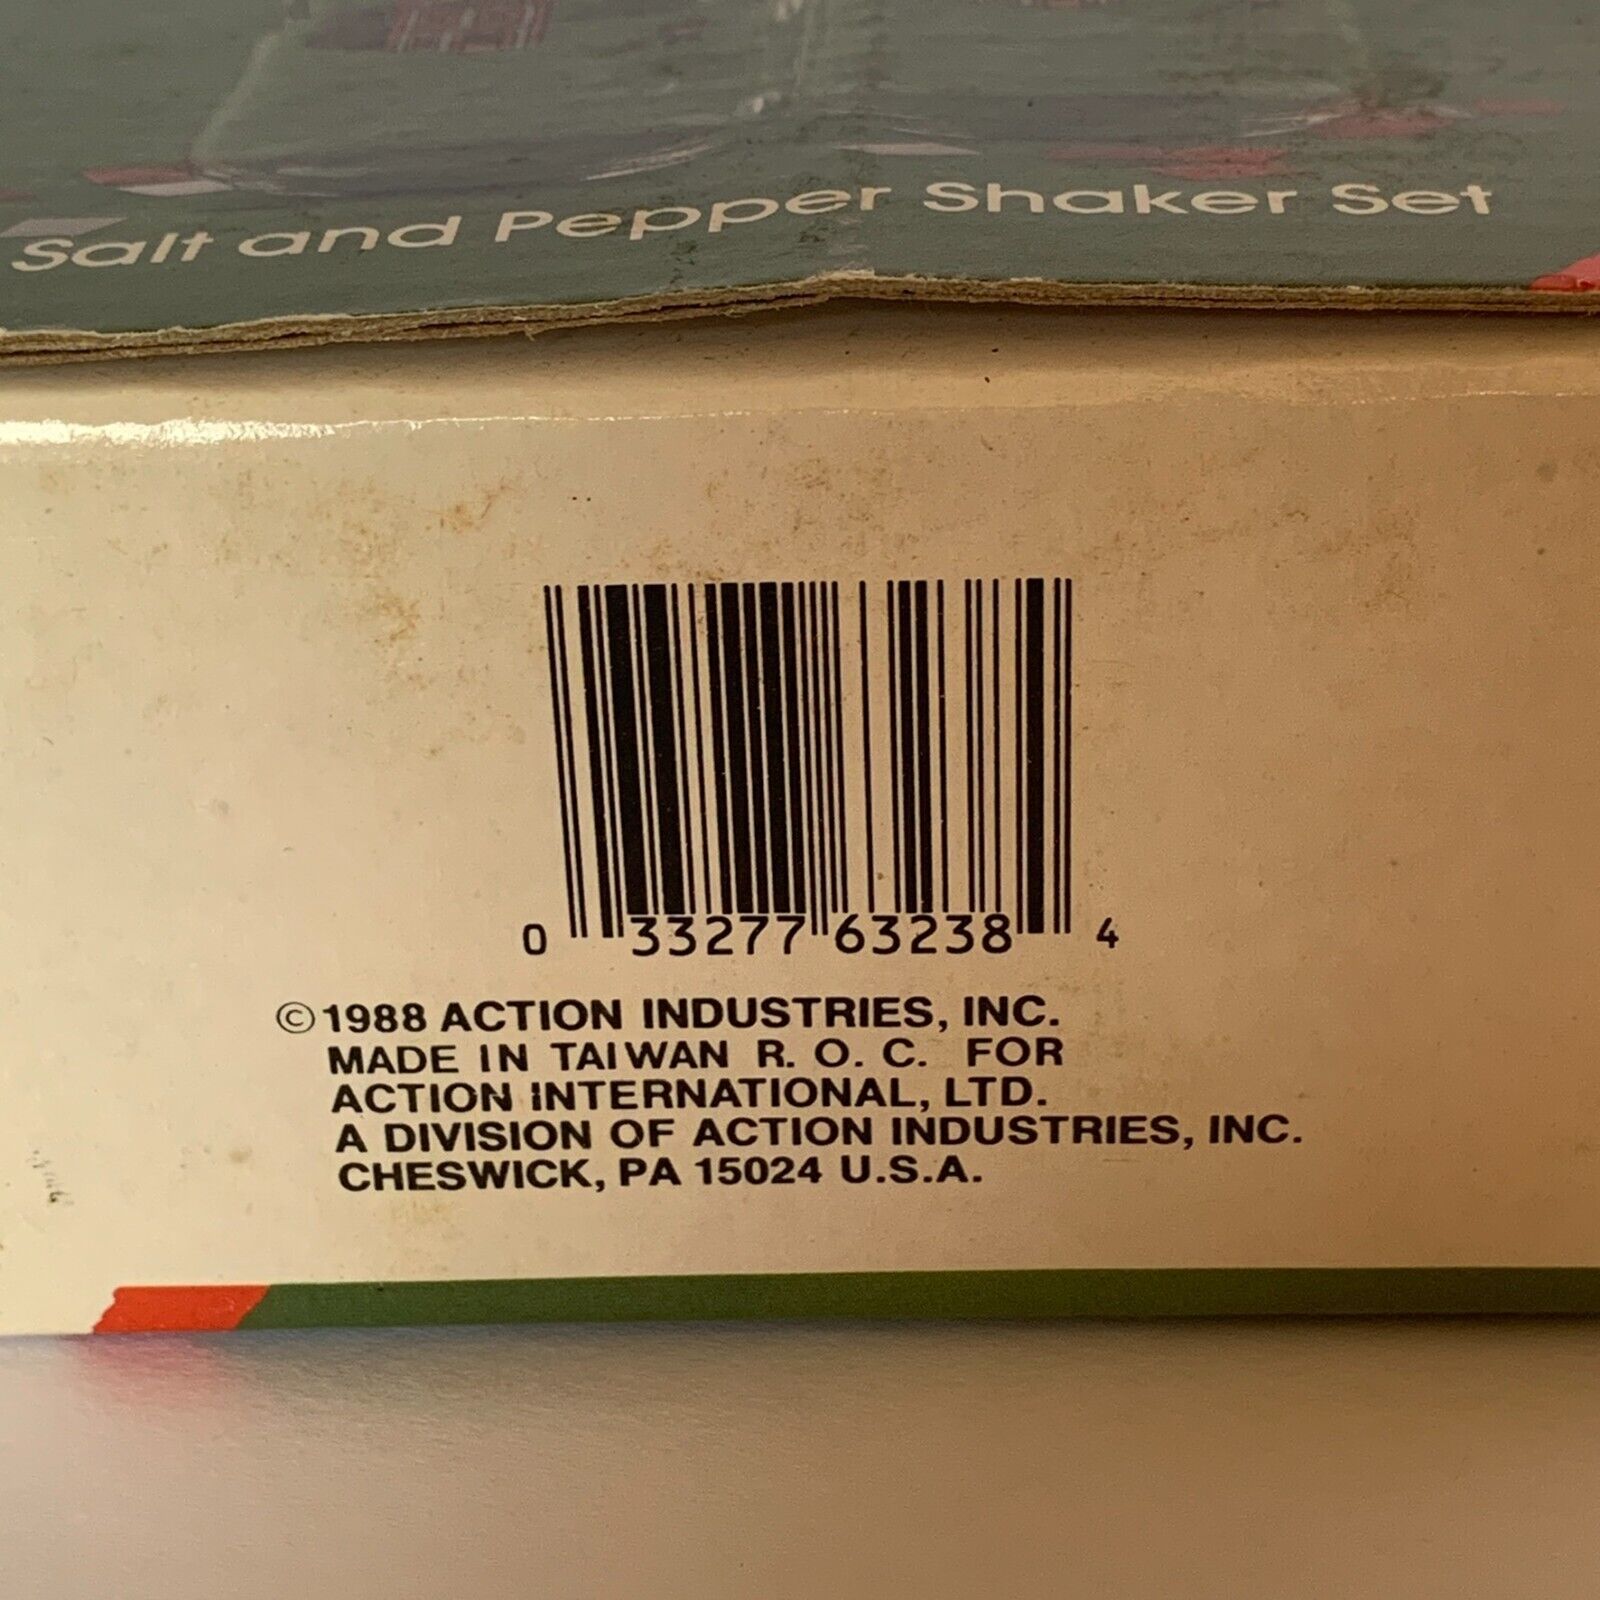 Salt and Pepper Shaker Set
0 33277 63238 4
©1988 ACTION INDUSTRIES, INC.
MADE IN TAIWAN R. O. C. FOR
ACTION INTERNATIONAL, LTD.
A DIVISION OF ACTION INDUSTRIES, INC.
CHESWICK, PA 15024 U.S.A.